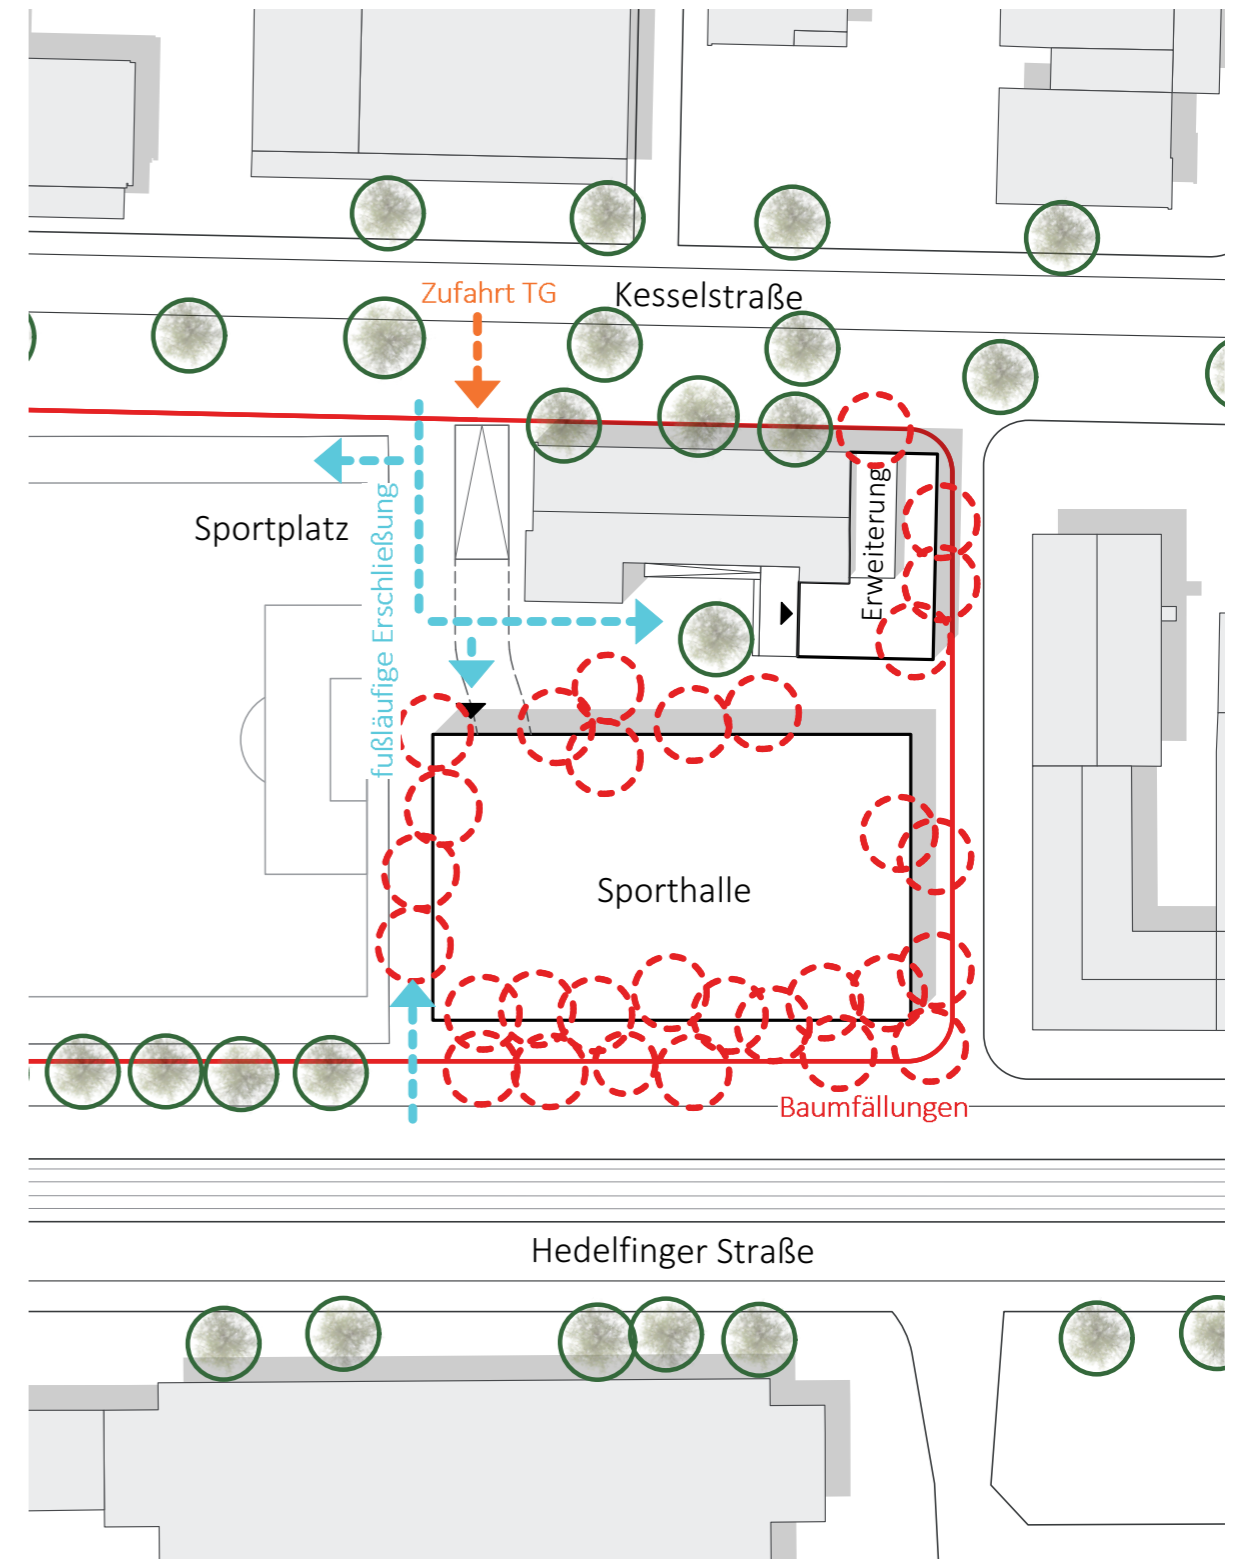 Zufahrt TG
Kesselstraße
Sportplatz
fußläufige Erschließung
Erweiterung
Sporthalle
Baumfällungen
Hedelfinger Straße